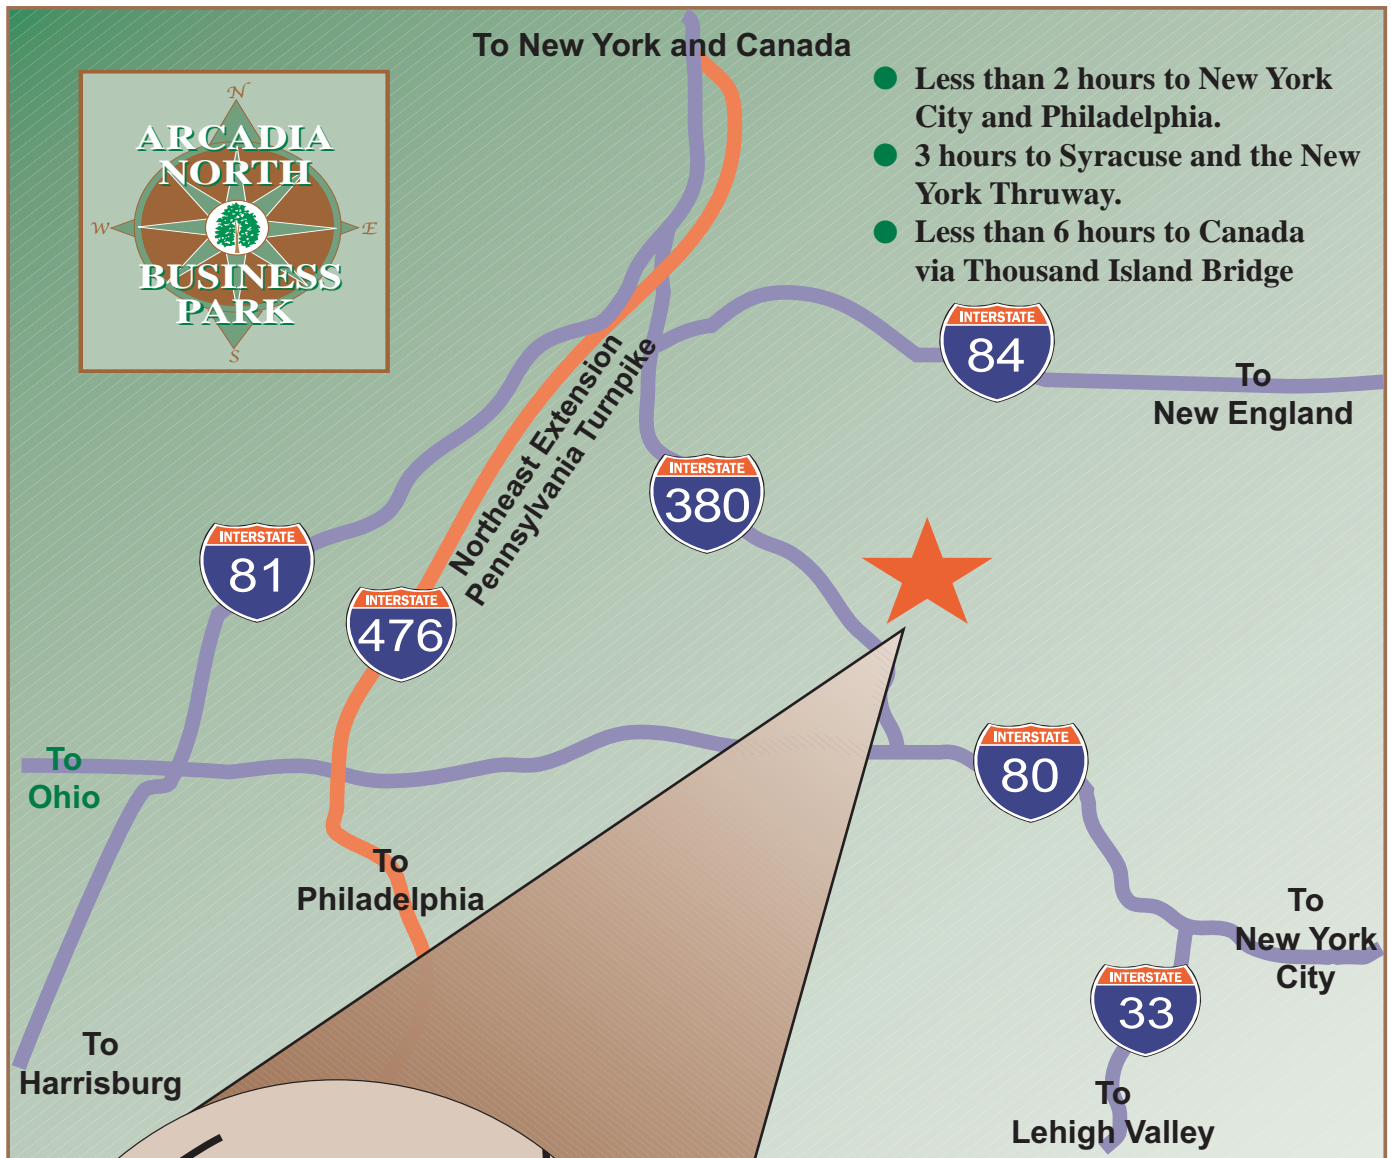 To New York and Canada
Less than 2 hours to New York
City and Philadelphia.
3 hours to Syracuse and the New
York Thruway.
Less than 6 hours to Canada
via Thousand Island Bridge
N
ARCADIA
NORTH
W
E
BUSINESS
PARK
S
INTERSTATE
84
To
New England
Northeast Extension
Pennsylvania Turnpike
INTERSTATE
380
INTERSTATE
81
INTERSTATE
476
To
Ohio
INTERSTATE
80
To
Philadelphia
To
New York
City
INTERSTATE
33
To
Harrisburg
To
Lehigh Valley